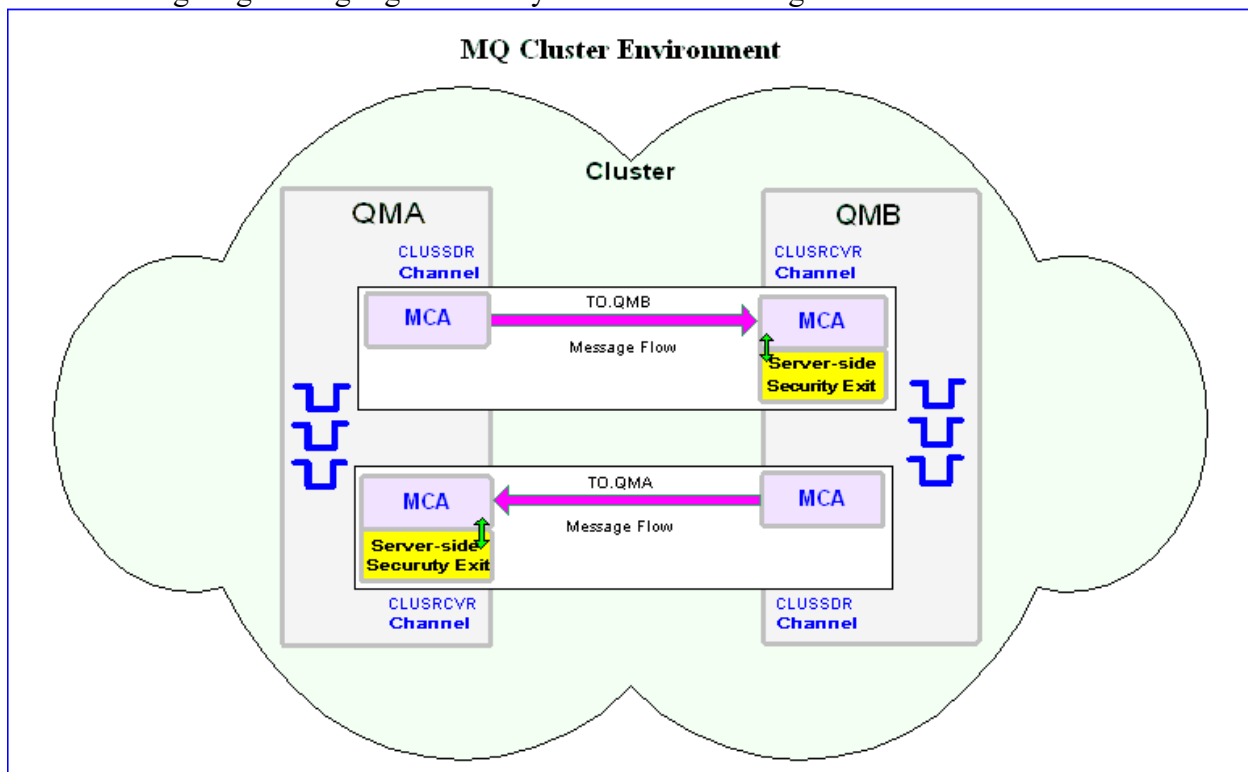 MQ Cluster Environment
Cluster
QMA
QMB
CLUSSDR
Channel
CLUSRCVR
Channel
MCA
TO.QMB
MCA
Message Flow
Server-side
Security Exit
MCA
TO.QMA
MCA
Message Flow
Server-side
Securuty Exit
CLUSRCVR
Channel
CLUSSDR
Channel